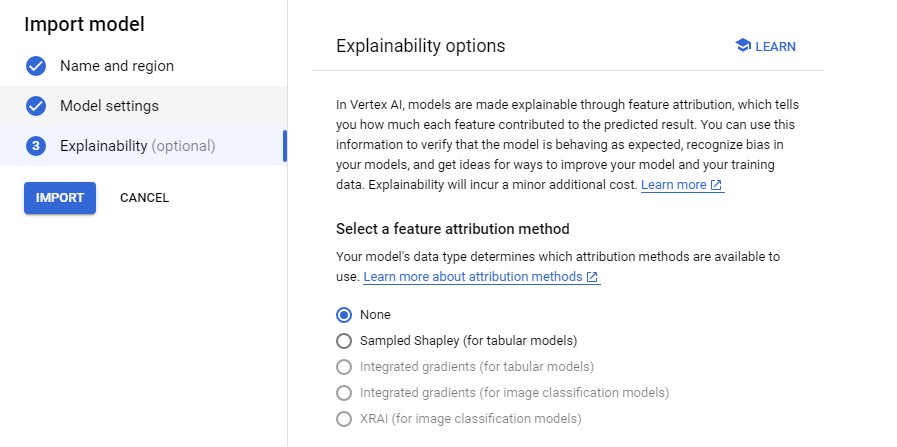 Import model
Name and region
Model settings
3 Explainability (optional)
IMPORT CANCEL
Explainability options LEARN
In Vertex AI, models are made explainable through feature attribution, which tells
you how much each feature contributed to the predicted result. You can use this
information to verify that the model is behaving as expected, recognize bias in
your models, and get ideas for ways to improve your model and your training
data. Explainability will incur a minor additional cost. Learn more
Select a feature attribution method
Your model's data type determines which attribution methods are available to
use. Learn more about attribution methods
None
Sampled Shapley (for tabular models)
Integrated gradients (for tabular models)
Integrated gradients (for image classification models)
XRAI (for image classification models)